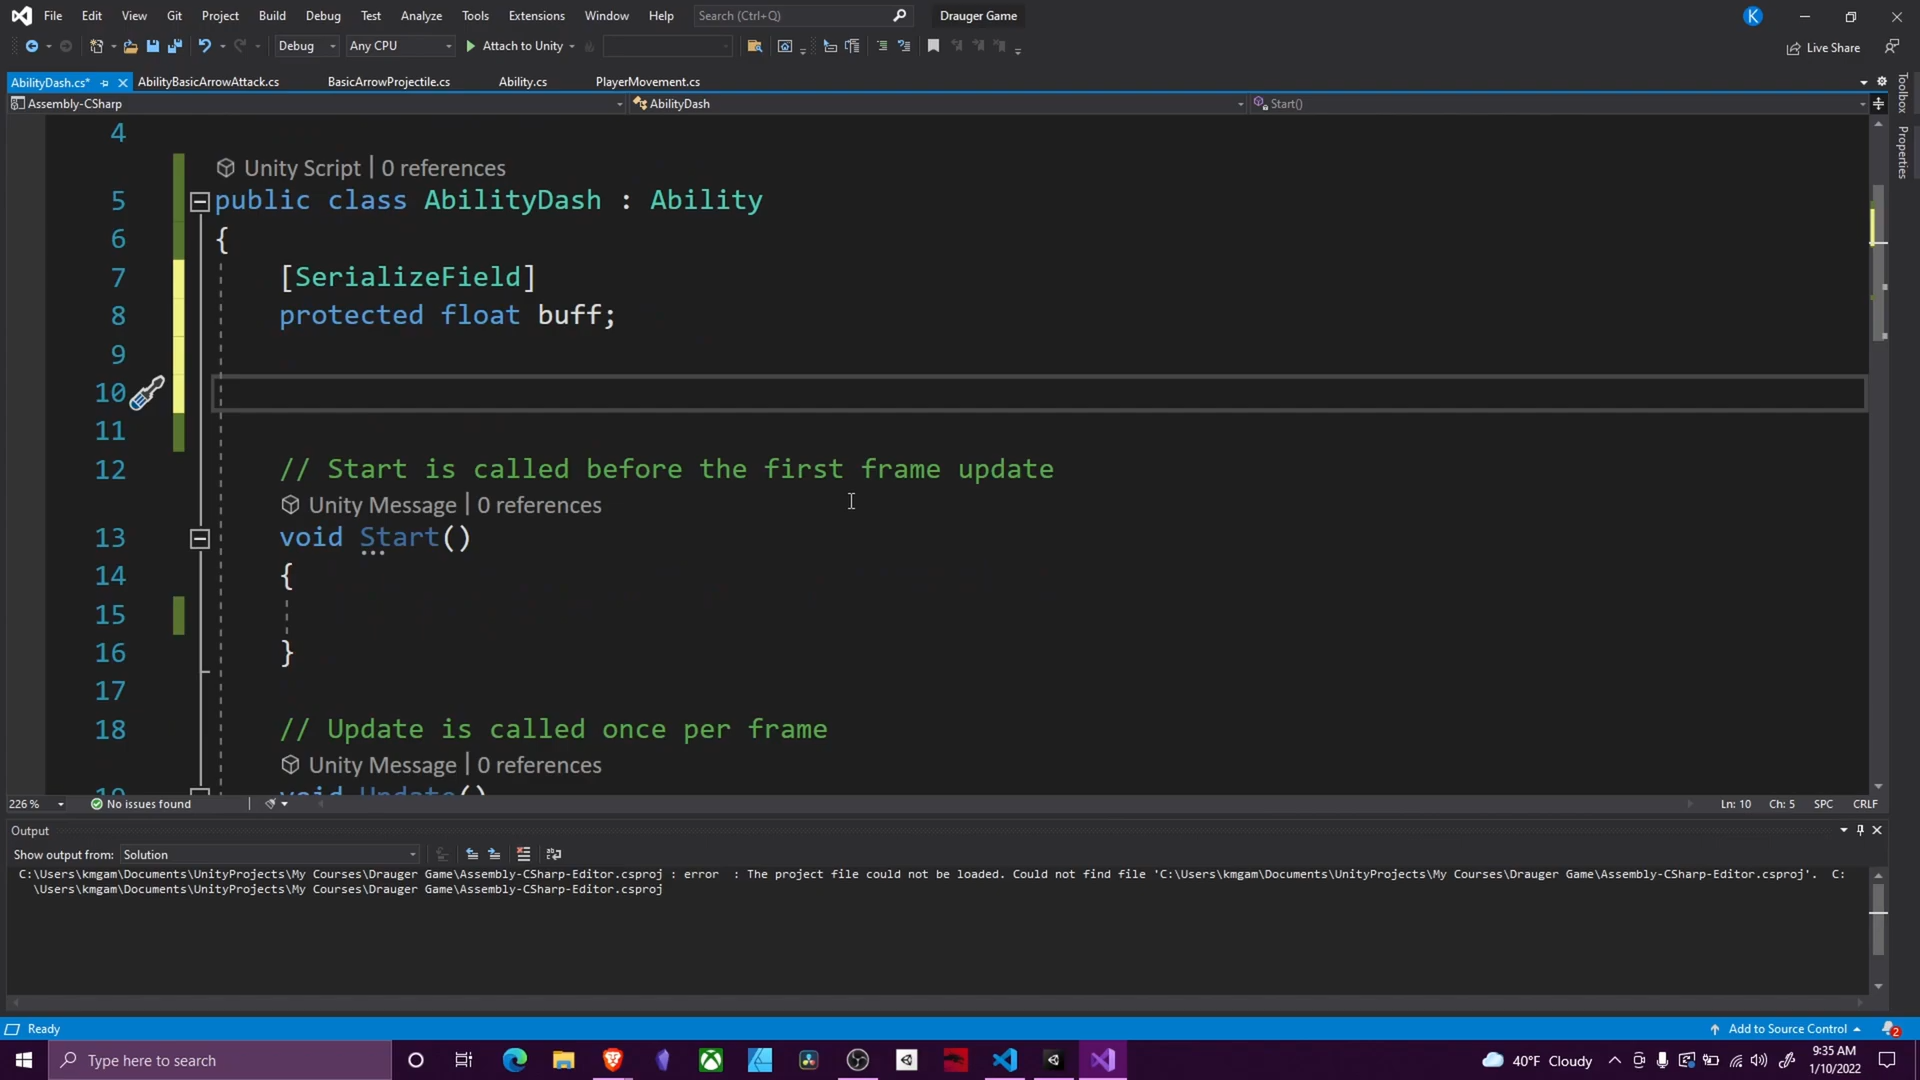 File Edit View Git Project Build Debug Test Analyze Tools Extensions Window Help Search (Ctrl+Q) Drauger Game K
Debug Any CPU Attach to Unity Live Share
AbilityDash.cs* AbilityBasicArrowAttack.cs BasicArrowProjectile.cs Ability.cs PlayerMovement.cs
Assembly-CSharp AbilityDash Start()
Toolbox
Properties
4
Unity Script | 0 references
5 public class AbilityDash : Ability
6 {
7 [SerializeField]
8 protected float buff;
9
10
11
12 // Start is called before the first frame update
Unity Message | 0 references
13 void Start()
14 {
15
16 }
17
18 // Update is called once per frame
Unity Message | 0 references
19 void Update()
226 % No issues found Ln: 10 Ch: 5 SPC CRLF
Output
Show output from: Solution
C:\Users\kmgam\Documents\UnityProjects\My Courses\Drauger Game\Assembly-CSharp-Editor.csproj : error : The project file could not be loaded. Could not find file 'C:\Users\kmgam\Documents\UnityProjects\My Courses\Drauger Game\Assembly-CSharp-Editor.csproj'. C:
\Users\kmgam\Documents\UnityProjects\My Courses\Drauger Game\Assembly-CSharp-Editor.csproj
Ready Add to Source Control 2
Type here to search 40°F Cloudy 9:35 AM
1/10/2022